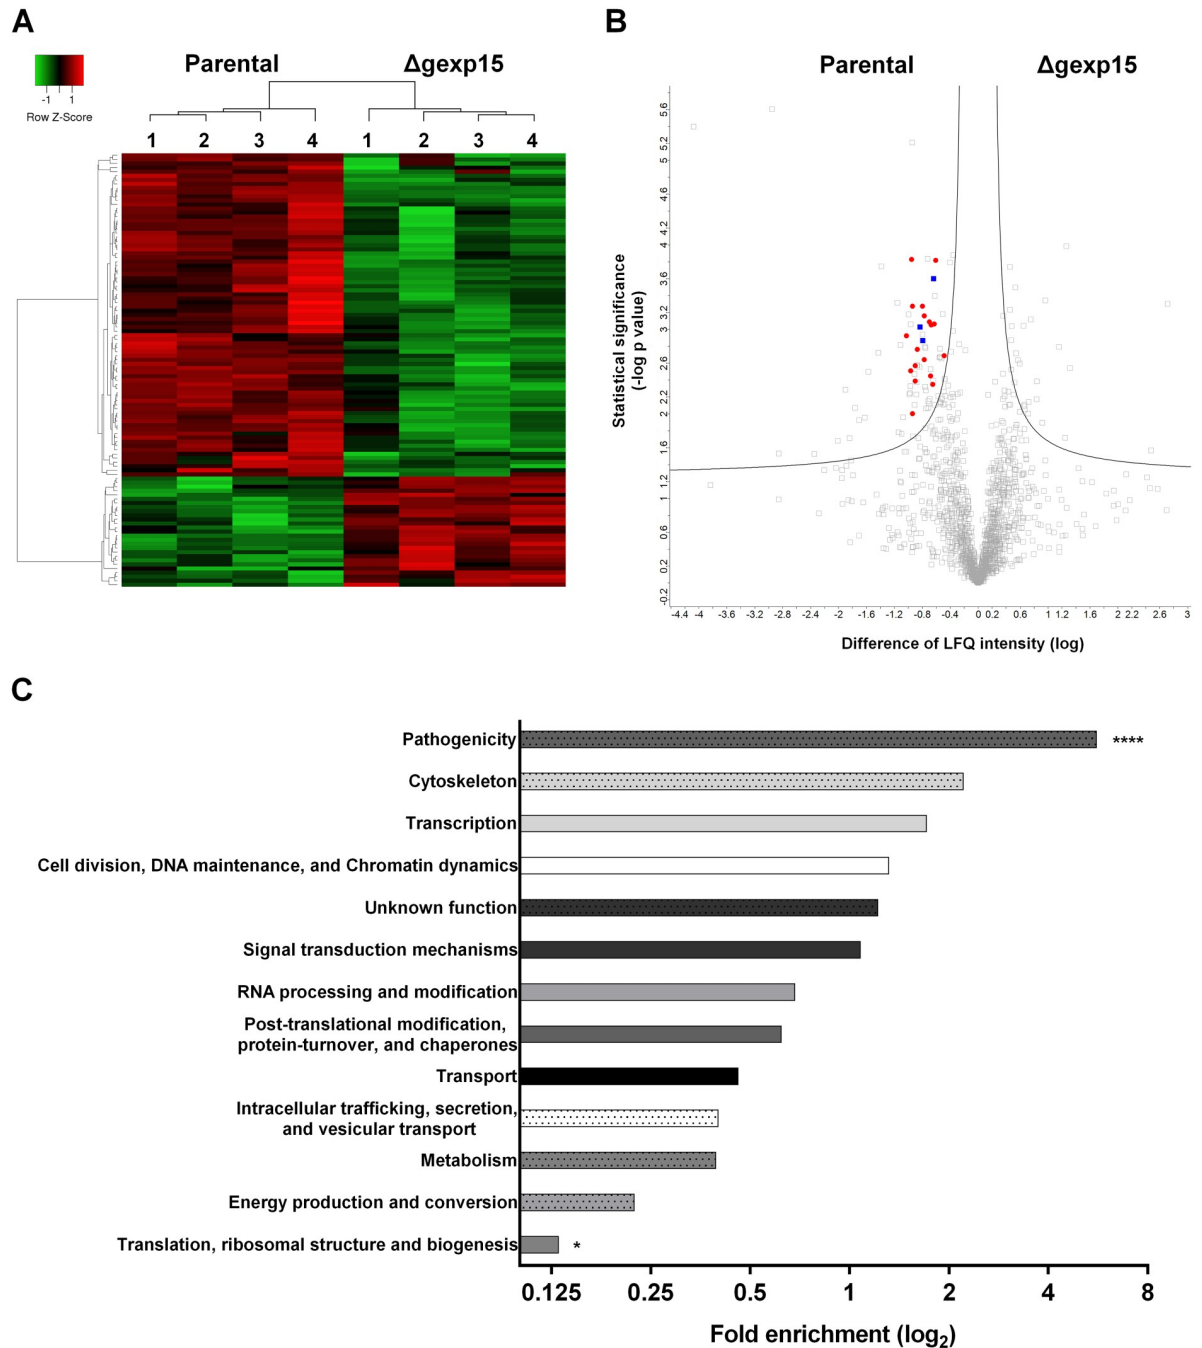 A
Parental
Δgexp15
-1
1
Row Z-Score
1
2
3
4
1
2
3
4
B
Parental
Δgexp15
Statistical significance
(-log p value)
5.6
5.2
5
4.6
4.2
4
3.6
3.2
3
2.6
2.2
2
1.6
1.2
1
0.6
0.2
-0.2
-4.4 -4 -3.6 -3.2 -2.8 -2.4 -2 -1.6 -1.2 -0.8 -0.4 0 0.2 0.6 1 1.2 1.6 2 2.2 2.6 3
Difference of LFQ intensity (log)
C
Pathogenicity
****
Cytoskeleton
Transcription
Cell division, DNA maintenance, and Chromatin dynamics
Unknown function
Signal transduction mechanisms
RNA processing and modification
Post-translational modification,
protein-turnover, and chaperones
Transport
Intracellular trafficking, secretion,
and vesicular transport
Metabolism
Energy production and conversion
Translation, ribosomal structure and biogenesis
*
0.125 0.25 0.5 1 2 4 8
Fold enrichment (log₂)